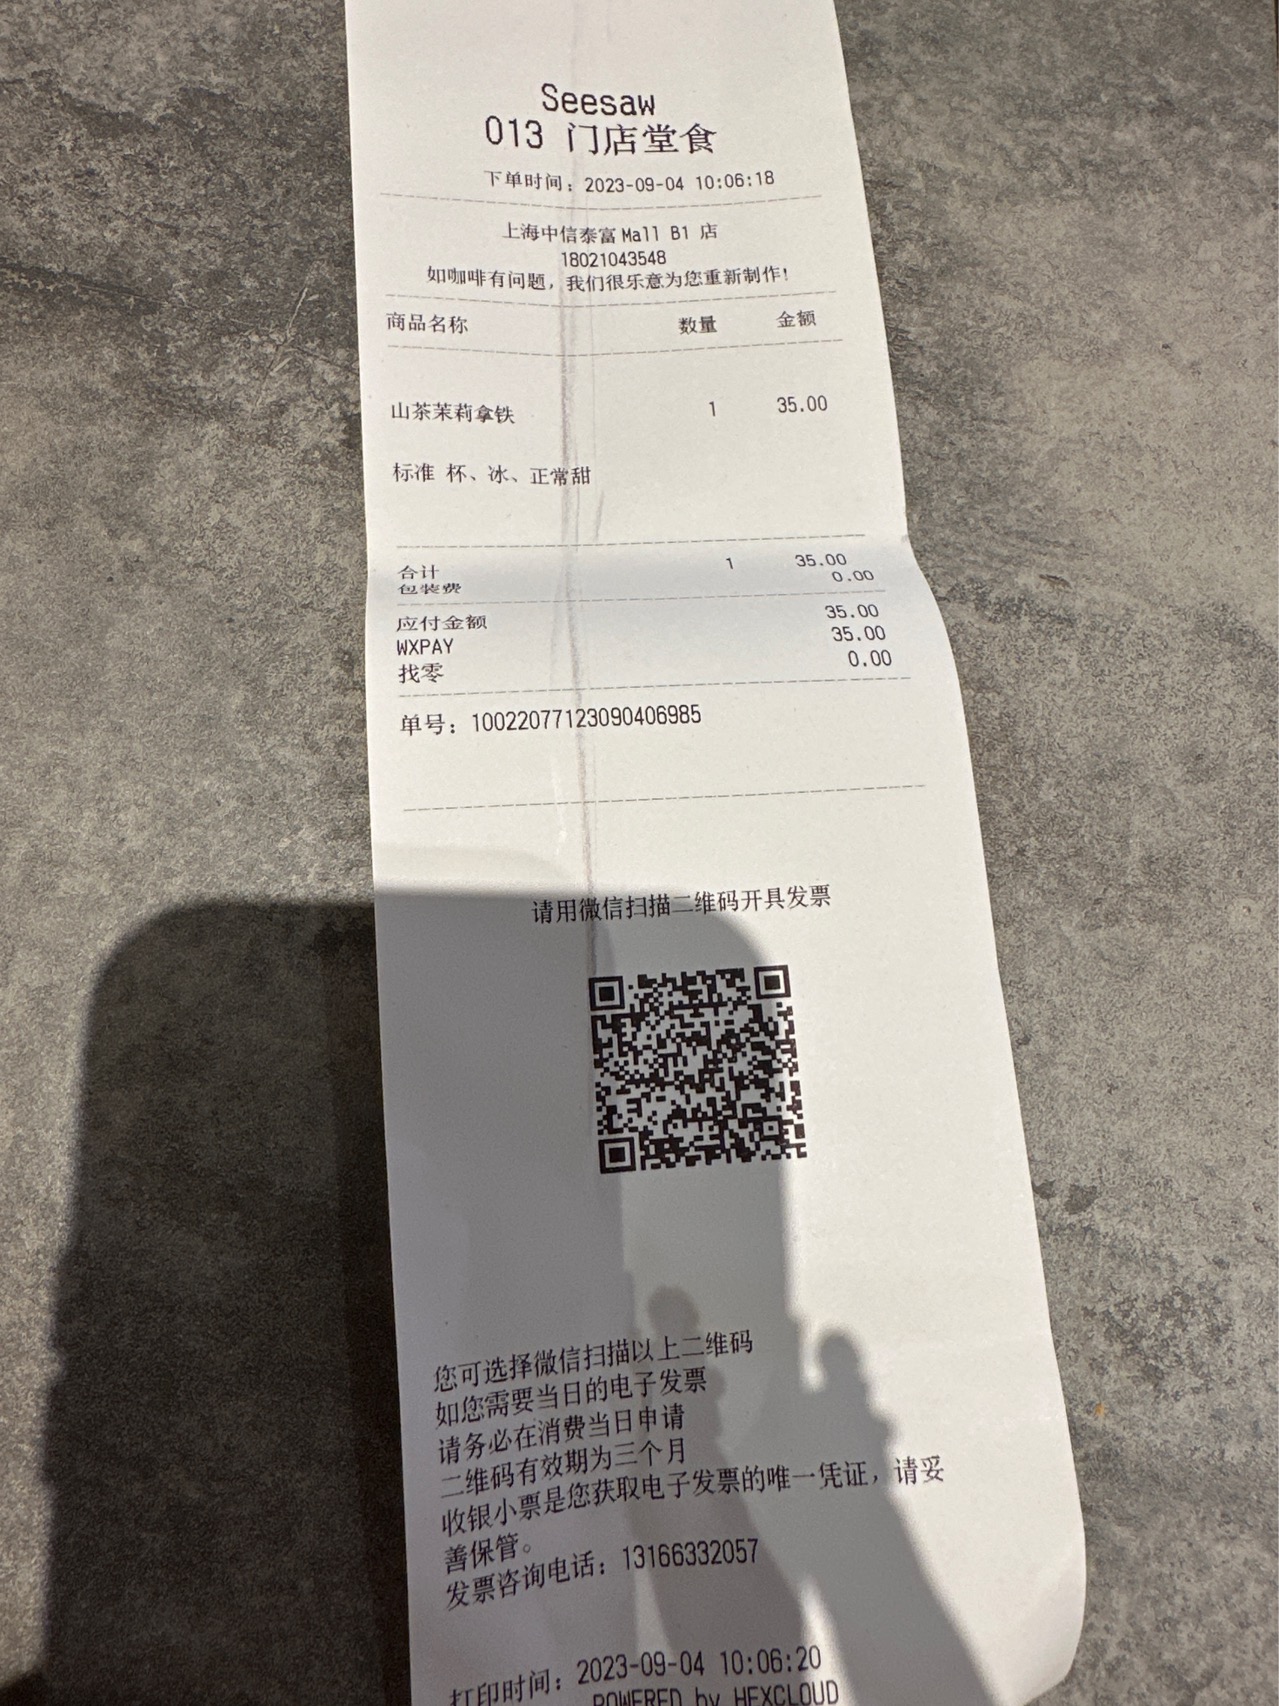 Seesaw
013 门店堂食
下单时间：2023-09-04 10:06:18
上海中信泰富Mall B1 店
18021043548
如咖啡有问题，我们很乐意为您重新制作！
商品名称 数量 金额
山茶茉莉拿铁 1 35.00
标准 杯、冰、正常甜
合计 1 35.00
包装费 0.00
应付金额 35.00
WXPAY 35.00
找零 0.00
单号：10022077123090406985
请用微信扫描二维码开具发票
您可选择微信扫描以上二维码
如您需要当日的电子发票
请务必在消费当日申请
二维码有效期为三个月
收银小票是您获取电子发票的唯一凭证，请妥
善保管。
发票咨询电话：13166332057
打印时间：2023-09-04 10:06:20
POWERED by HEXCLOUD